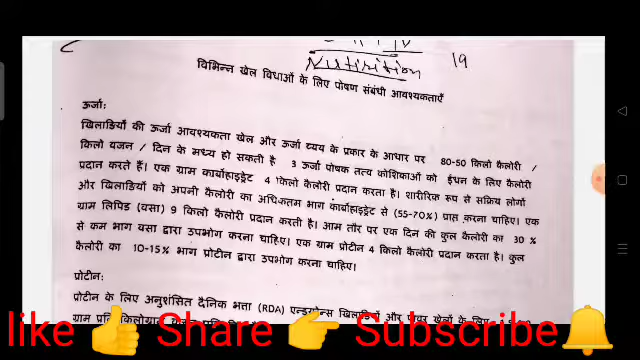 Nutirition 19
विभिन्न खेल विधाओं के लिए पोषण संबंधी आवश्यकताएँ
ऊर्जा:
खिलाडियों की ऊर्जा आवश्यकता खेल और ऊर्जा व्यय के प्रकार के आधार पर 80-50 किलो कैलोरी /
किलो वजन / दिन के मध्य हो सकती है 3 ऊर्जा पोषक तत्व कोशिकाओं को ईंधन के लिए कैलोरी
प्रदान करते हैं। एक ग्राम कार्बोहाइड्रेट 4 किलो कैलोरी प्रदान करता है। शारीरिक रूप से सक्रिय लोगों
और खिलाडियों को अपनी कैलोरी का अधिकतम भाग कार्बोहाइड्रेट से (55-70%) प्राप्त करना चाहिए। एक
ग्राम लिपिड (वसा) 9 किलो कैलोरी प्रदान करती है। आम तौर पर एक दिन की कुल कैलोरी का 30 %
से कम भाग वसा द्वारा उपभोग करना चाहिए। एक ग्राम प्रोटीन 4 किलो कैलोरी प्रदान करता है। कुल
कैलोरी का 10-15% भाग प्रोटीन द्वारा उपभोग करना चाहिए।
प्रोटीन:
प्रोटीन के लिए अनुशंसित दैनिक भत्ता (RDA) एन्ड्योरेन्स खिलाडियों और पावर खेलों के लिए
ग्राम प्रति किलोग्राम
like Share Subscribe